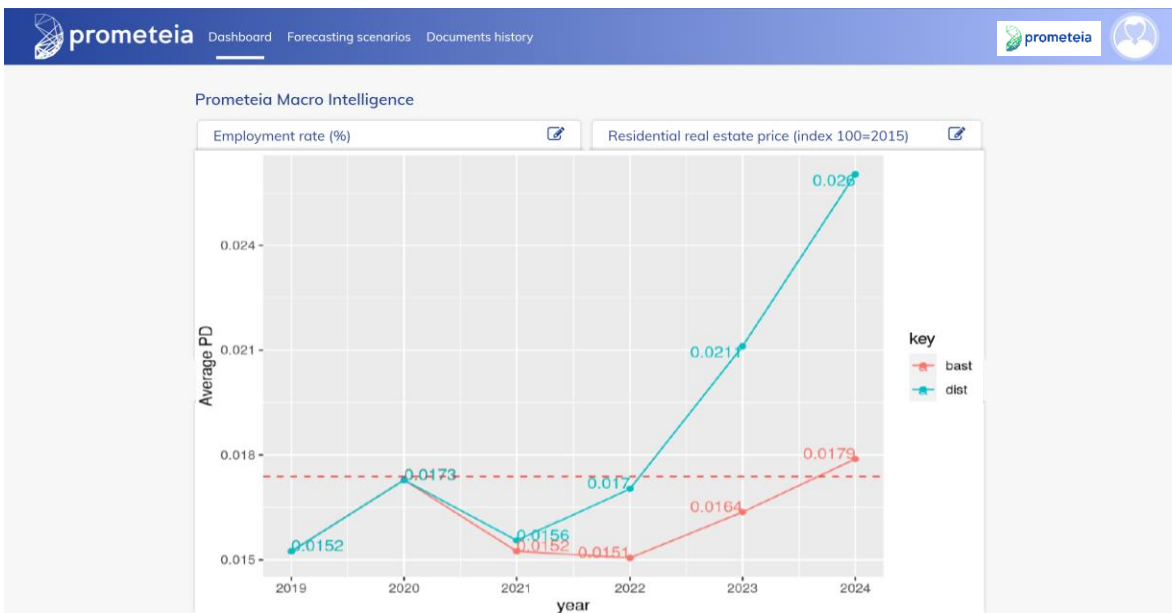 prometeia Dashboard Forecasting scenarios Documents history prometeia
Prometeia Macro Intelligence
Employment rate (%) Residential real estate price (index 100=2015)
0.026
0.024
0.021
0.0211
Average PD
key
bast
dist
0.018
0.0179
0.0173
0.017
0.0164
0.0156
0.0152
0.0152
0.0151
0.015
2019 2020 2021 2022 2023 2024
year